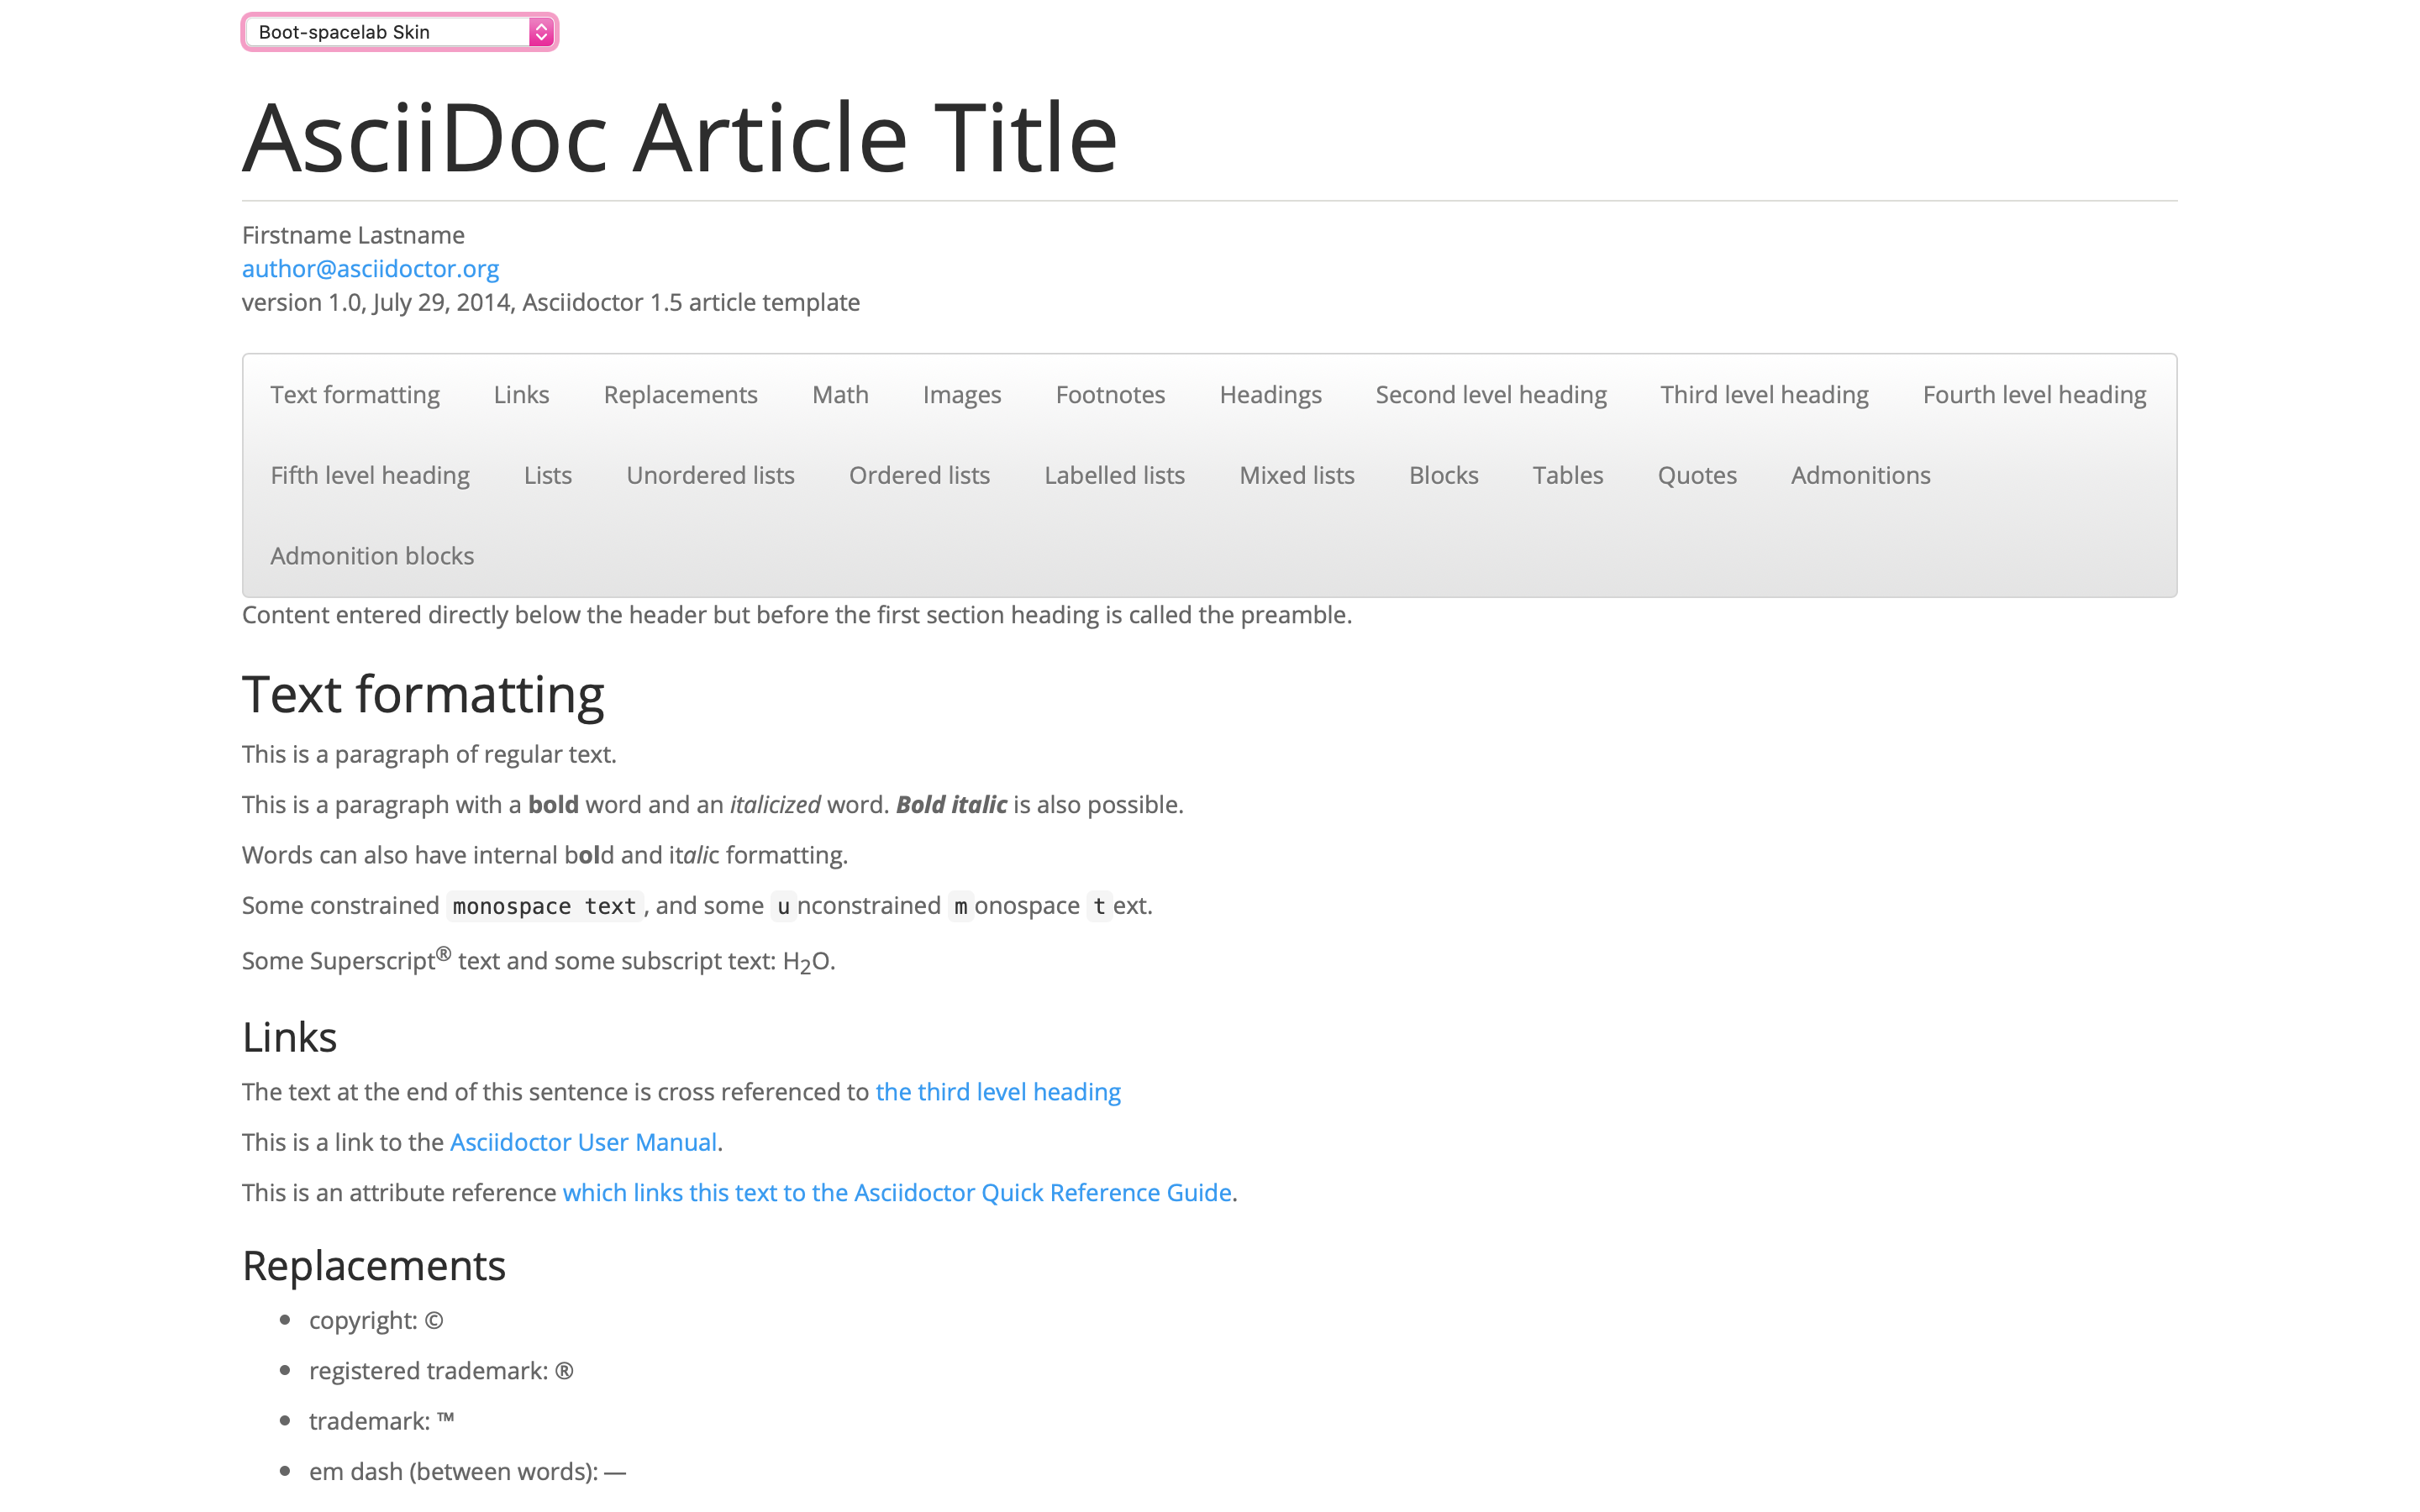 Boot-spacelab Skin
AsciiDoc Article Title
Firstname Lastname
author@asciidoctor.org
version 1.0, July 29, 2014, Asciidoctor 1.5 article template
Text formatting Links Replacements Math Images Footnotes Headings Second level heading Third level heading Fourth level heading
Fifth level heading Lists Unordered lists Ordered lists Labelled lists Mixed lists Blocks Tables Quotes Admonitions
Admonition blocks
Content entered directly below the header but before the first section heading is called the preamble.
Text formatting
This is a paragraph of regular text.
This is a paragraph with a bold word and an italicized word. Bold italic is also possible.
Words can also have internal bold and italic formatting.
Some constrained monospace text, and some unconstrained monospace text.
Some Superscript® text and some subscript text: H₂O.
Links
The text at the end of this sentence is cross referenced to the third level heading
This is a link to the Asciidoctor User Manual.
This is an attribute reference which links this text to the Asciidoctor Quick Reference Guide.
Replacements
• copyright: ©
• registered trademark: ®
• trademark: ™
• em dash (between words): —